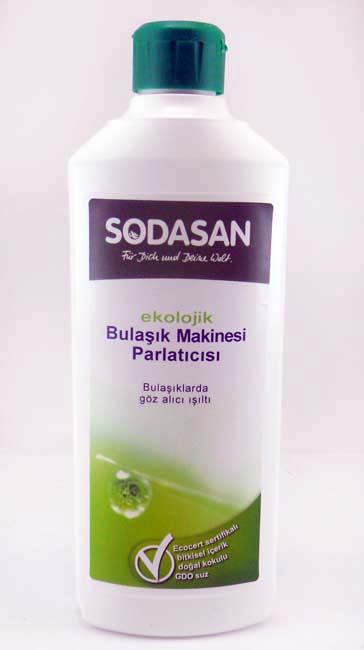 SODASAN
Für Dich und Deine Welt.
ekolojik
Bulaşık Makinesi
Parlatıcısı
Bulaşıklarda
göz alıcı ışıltı
Ecocert sertifikalı
bitkisel içerik
doğal kokulu
GDO suz